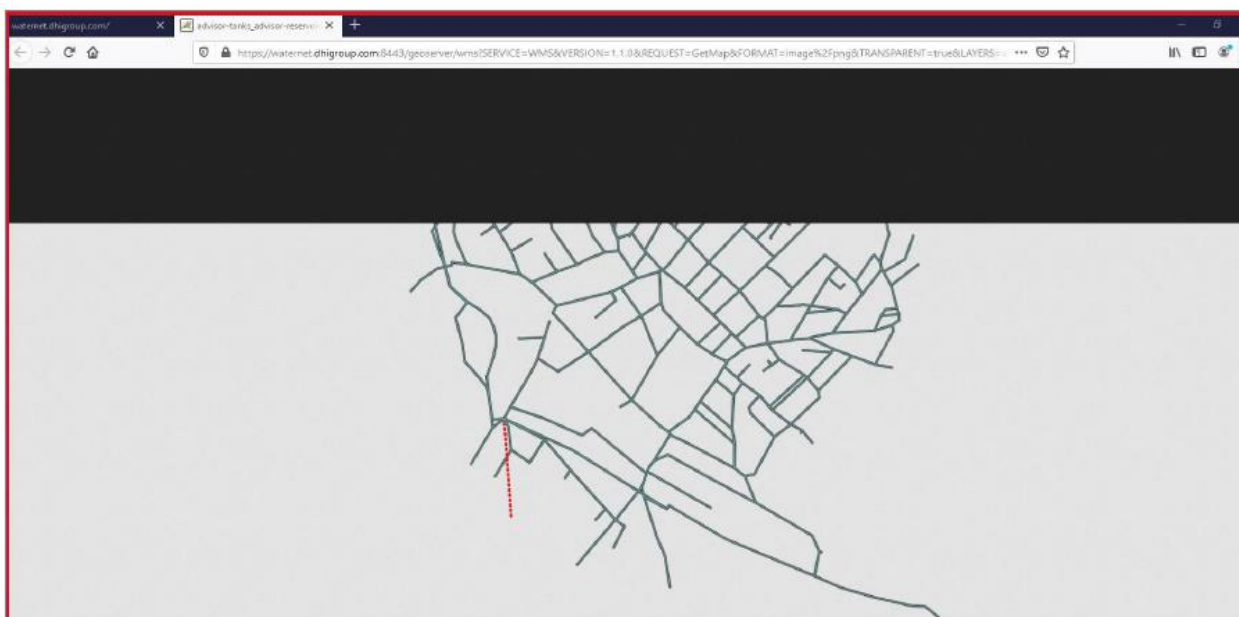 waternet.dhigroup.com/
advisor-tanks_advisor-reserv
https://waternet.dhigroup.com:8443/geoserver/wms?SERVICE=WMS&VERSION=1.1.0&REQUEST=GetMap&FORMAT=image%2Fpng&TRANSPARENT=true&LAYERS=